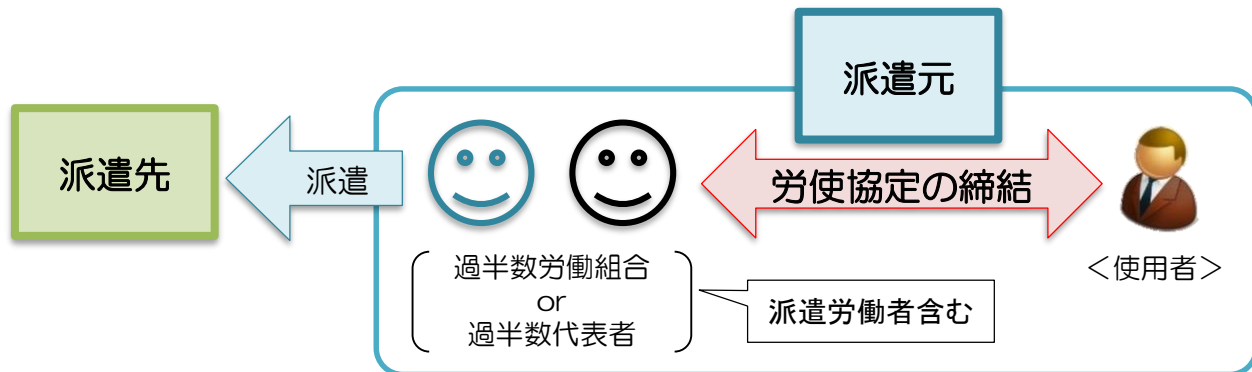 派遣元
派遣先
派遣
労使協定の締結
過半数労働組合
or
過半数代表者
派遣労働者含む
＜使用者＞